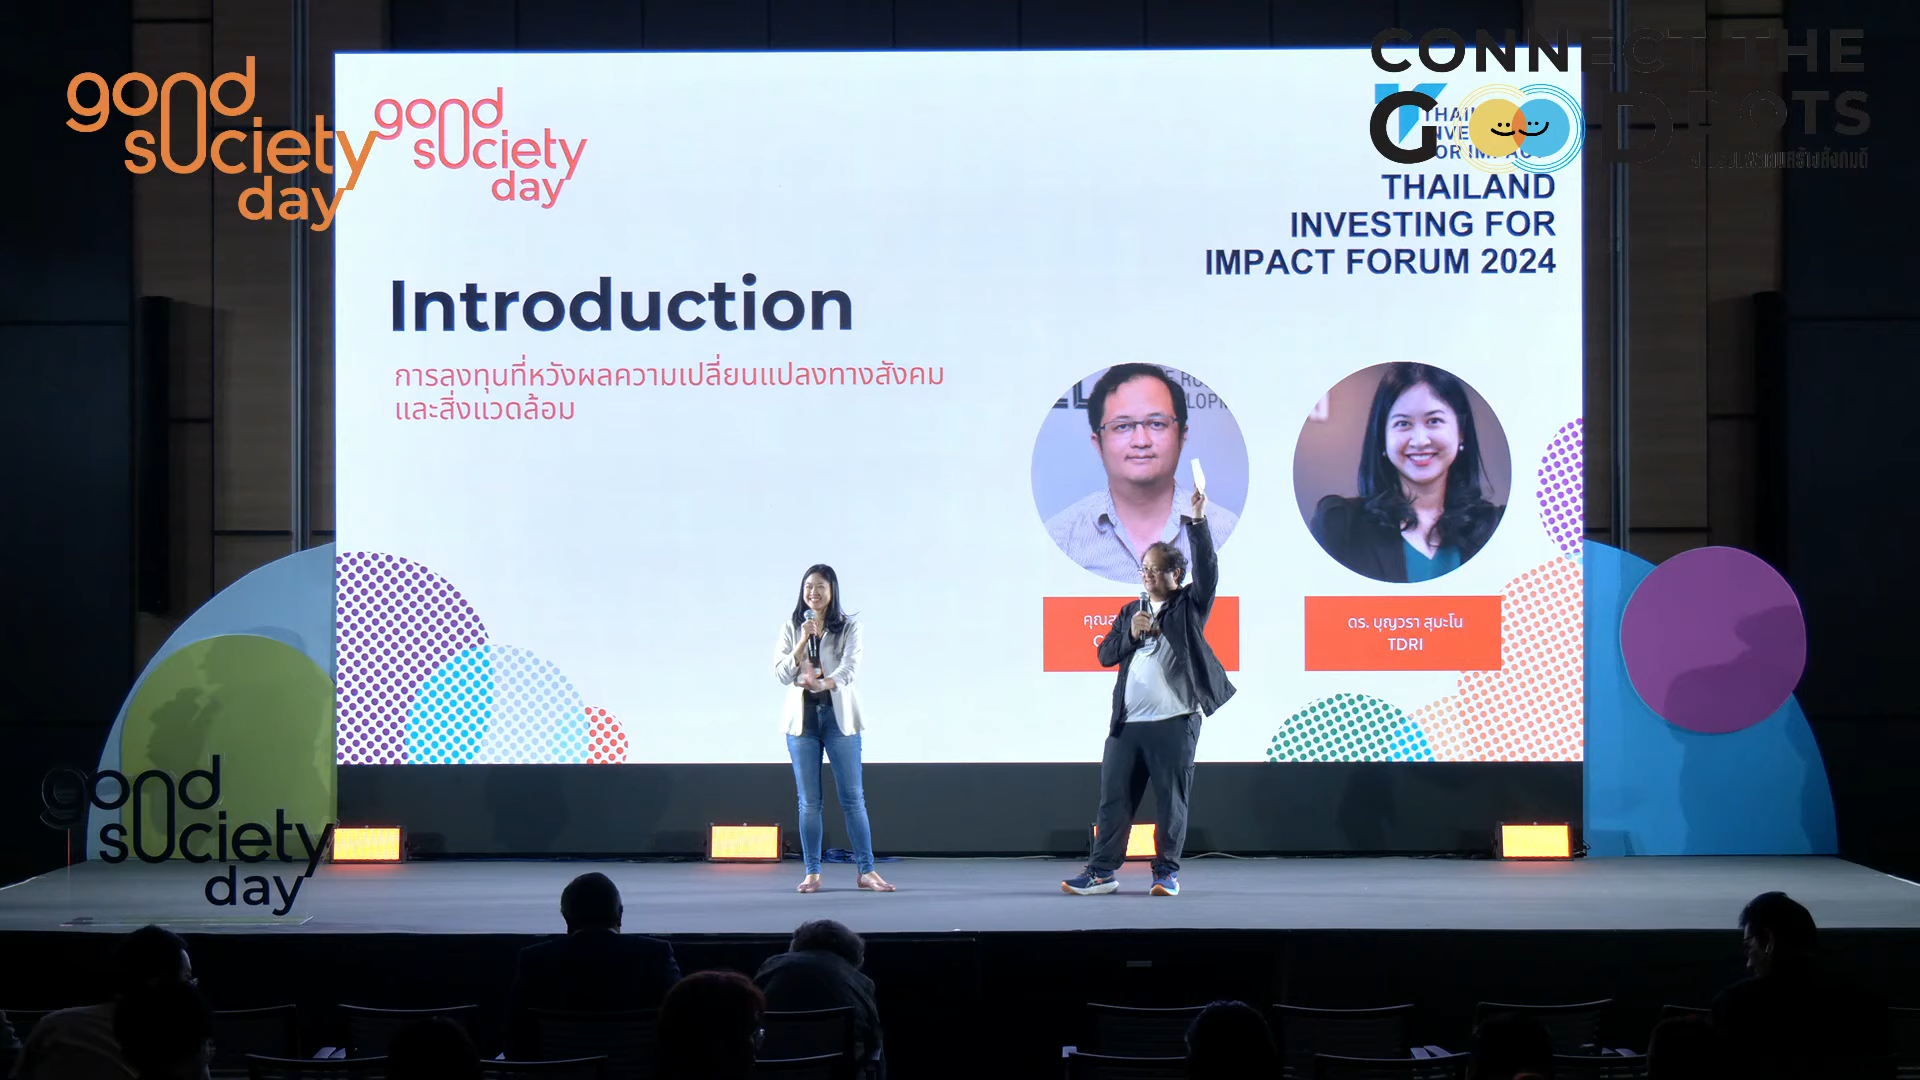 good
society
day
good
society
day
CONNECT THE
GOOD DOTS
THAILAND
INVESTING FOR
IMPACT FORUM 2024
Introduction
การลงทุนที่หวังผลความเปลี่ยนแปลงทางสังคม
และสิ่งแวดล้อม
ดร. บุญวรา สุมะโน
TDRI
good
society
day